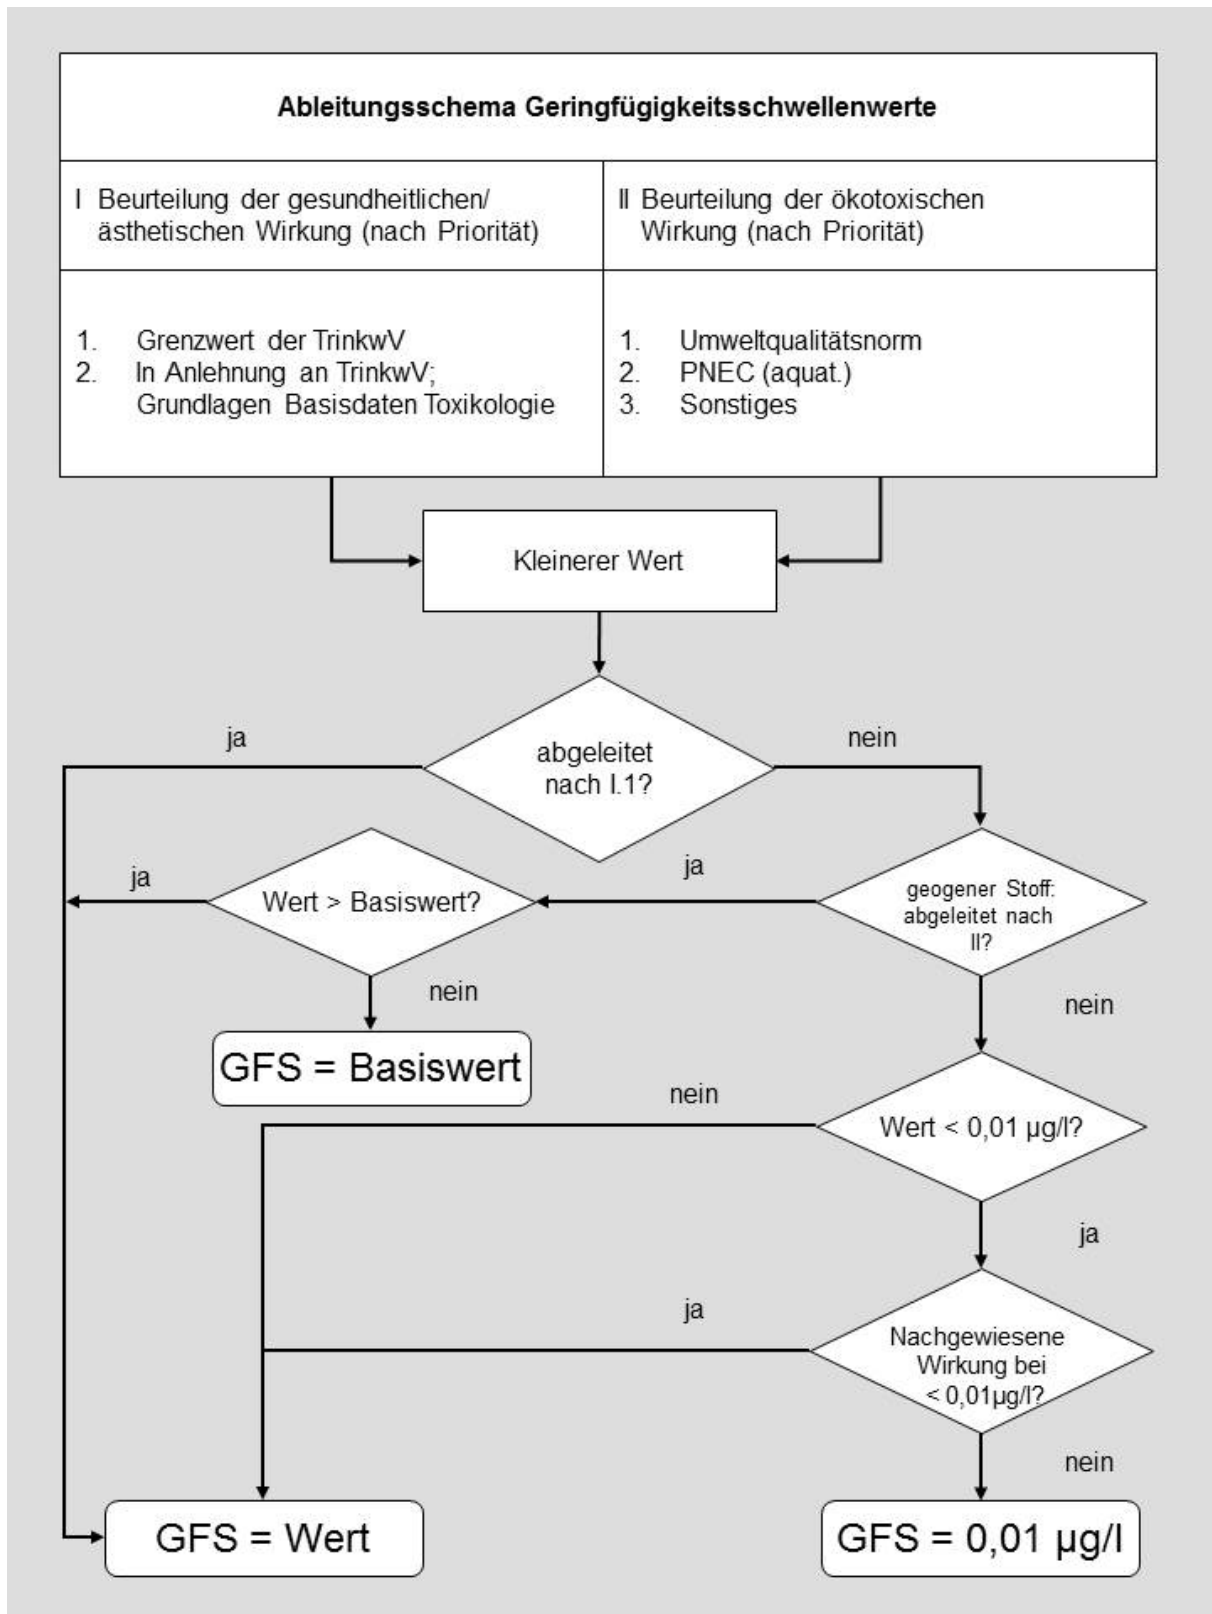 Ableitungsschema Geringfügigkeitsschwellenwerte
I Beurteilung der gesundheitlichen/
ästhetischen Wirkung (nach Priorität)
II Beurteilung der ökotoxischen
Wirkung (nach Priorität)
1. Grenzwert der TrinkwV
2. In Anlehnung an TrinkwV;
Grundlagen Basisdaten Toxikologie
1. Umweltqualitätsnorm
2. PNEC (aquat.)
3. Sonstiges
Kleinerer Wert
abgeleitet
nach I.1?
ja
nein
geogener Stoff:
abgeleitet nach
II?
ja
Wert > Basiswert?
ja
nein
GFS = Basiswert
nein
Wert < 0,01 µg/l?
nein
ja
Nachgewiesene
Wirkung bei
< 0,01µg/l?
ja
nein
GFS = Wert
GFS = 0,01 µg/l